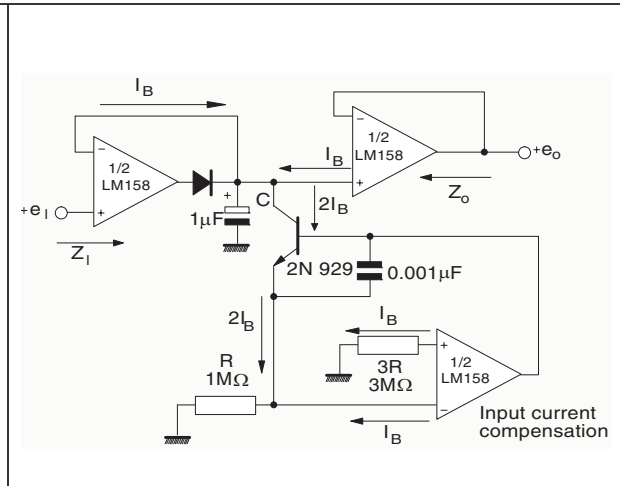 I_B
1/2
LM158
1/2
LM158
+e_I
Z_I
+
1μF
C
I_B
2I_B
+e_o
Z_o
2N 929
0.001μF
2I_B
I_B
R
1MΩ
3R
3MΩ
1/2
LM158
I_B
Input current
compensation